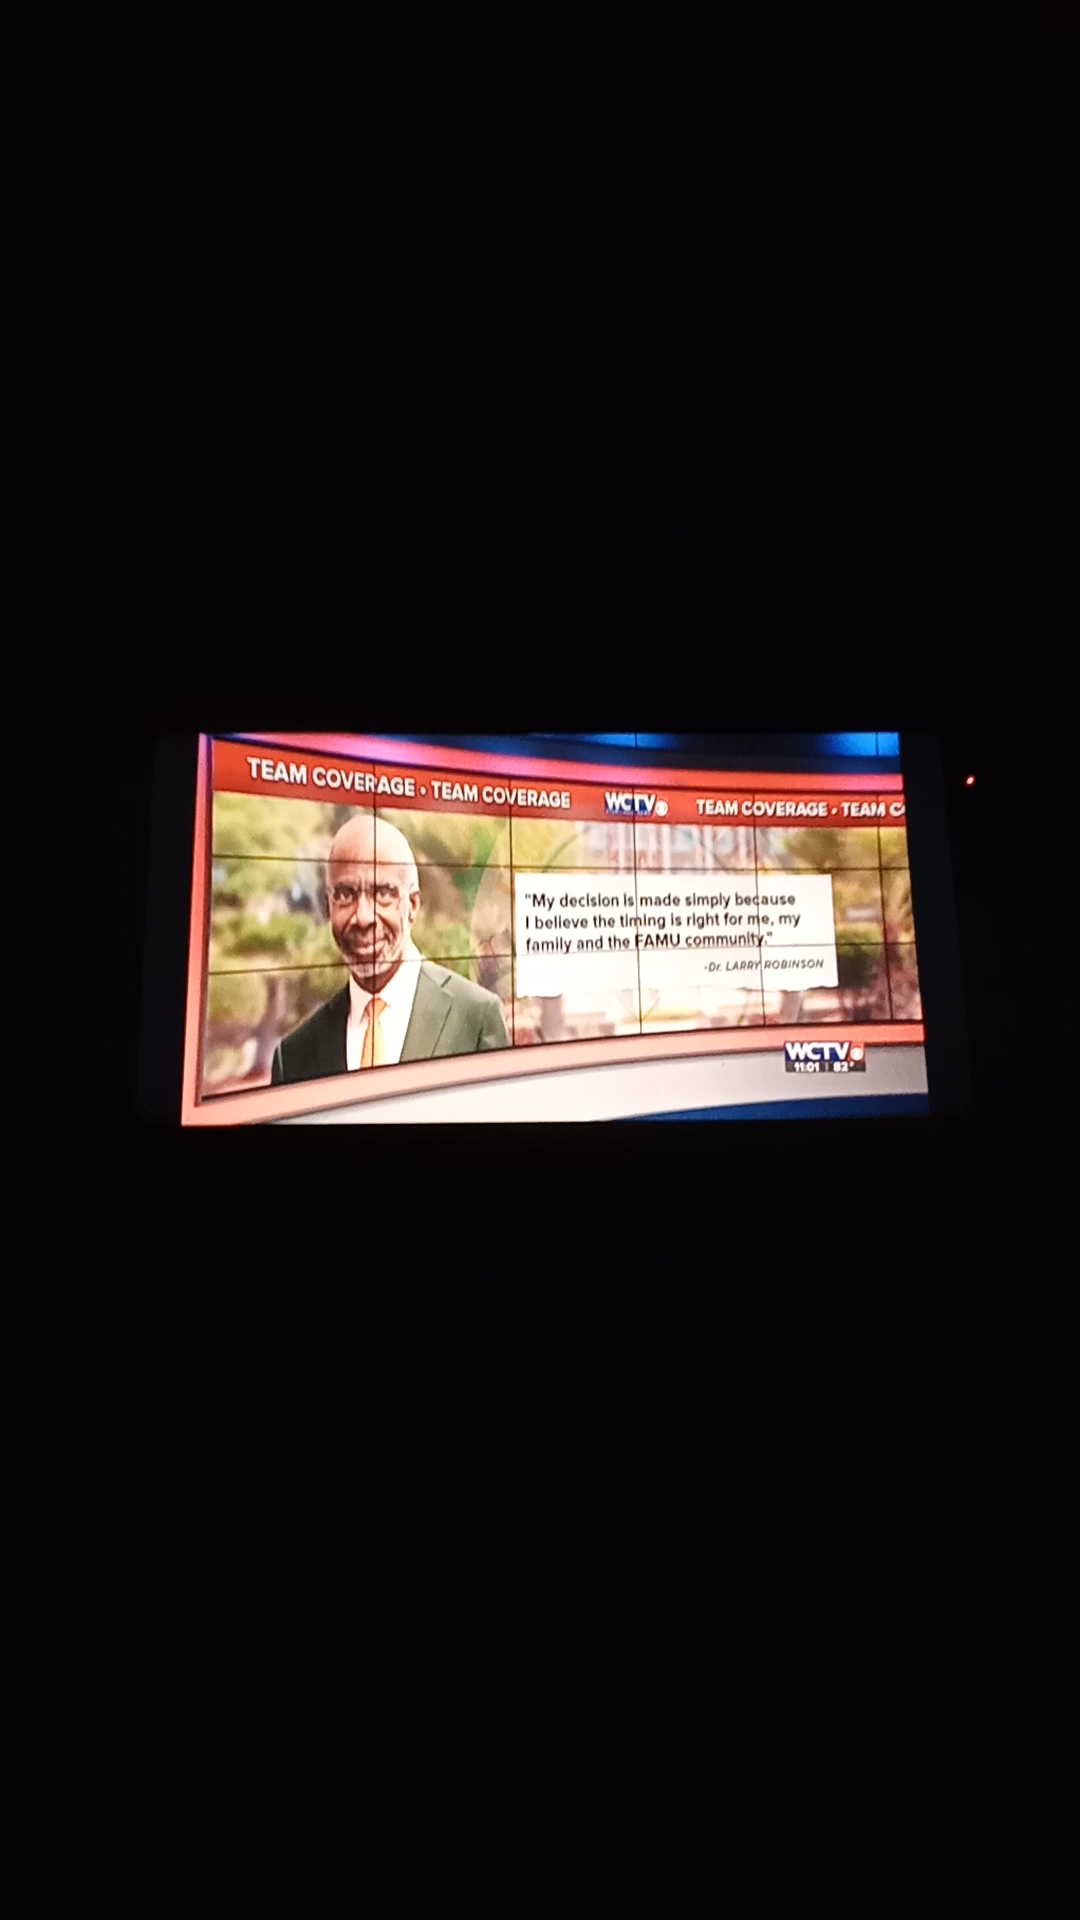 TEAM COVERAGE • TEAM COVERAGE WCTV TEAM COVERAGE • TEAM C
"My decision is made simply because
I believe the timing is right for me, my
family and the FAMU community."
-Dr. LARRY ROBINSON
WCTV
11:01 82°